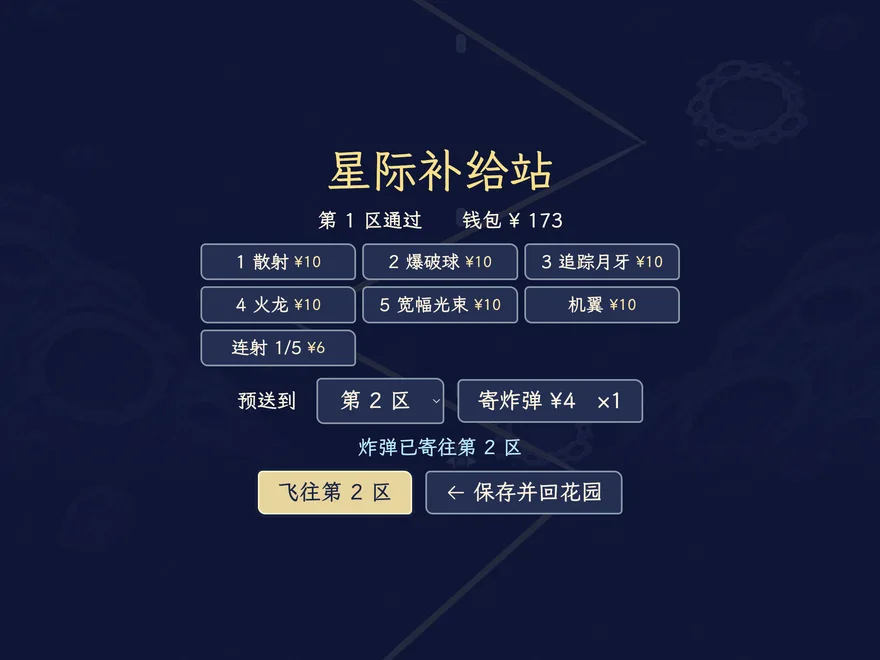 星际补给站
第 1 区通过 钱包 ¥ 173
1 散射 ¥10 2 爆破球 ¥10 3 追踪月牙 ¥10
4 火龙 ¥10 5 宽幅光束 ¥10 机翼 ¥10
连射 1/5 ¥6
预送到 第 2 区 寄炸弹 ¥4 ×1
炸弹已寄往第 2 区
飞往第 2 区 ← 保存并回花园